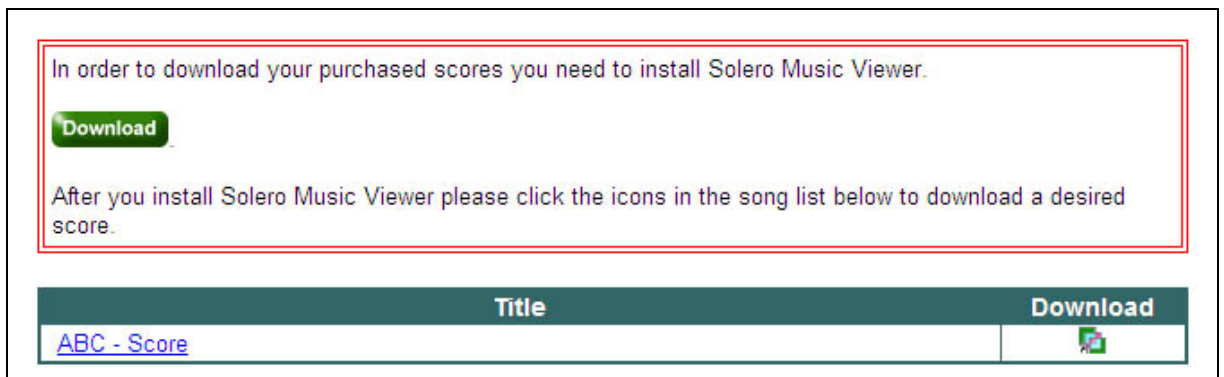 In order to download your purchased scores you need to install Solero Music Viewer.
Download
After you install Solero Music Viewer please click the icons in the song list below to download a desired
score.
Title Download
ABC - Score